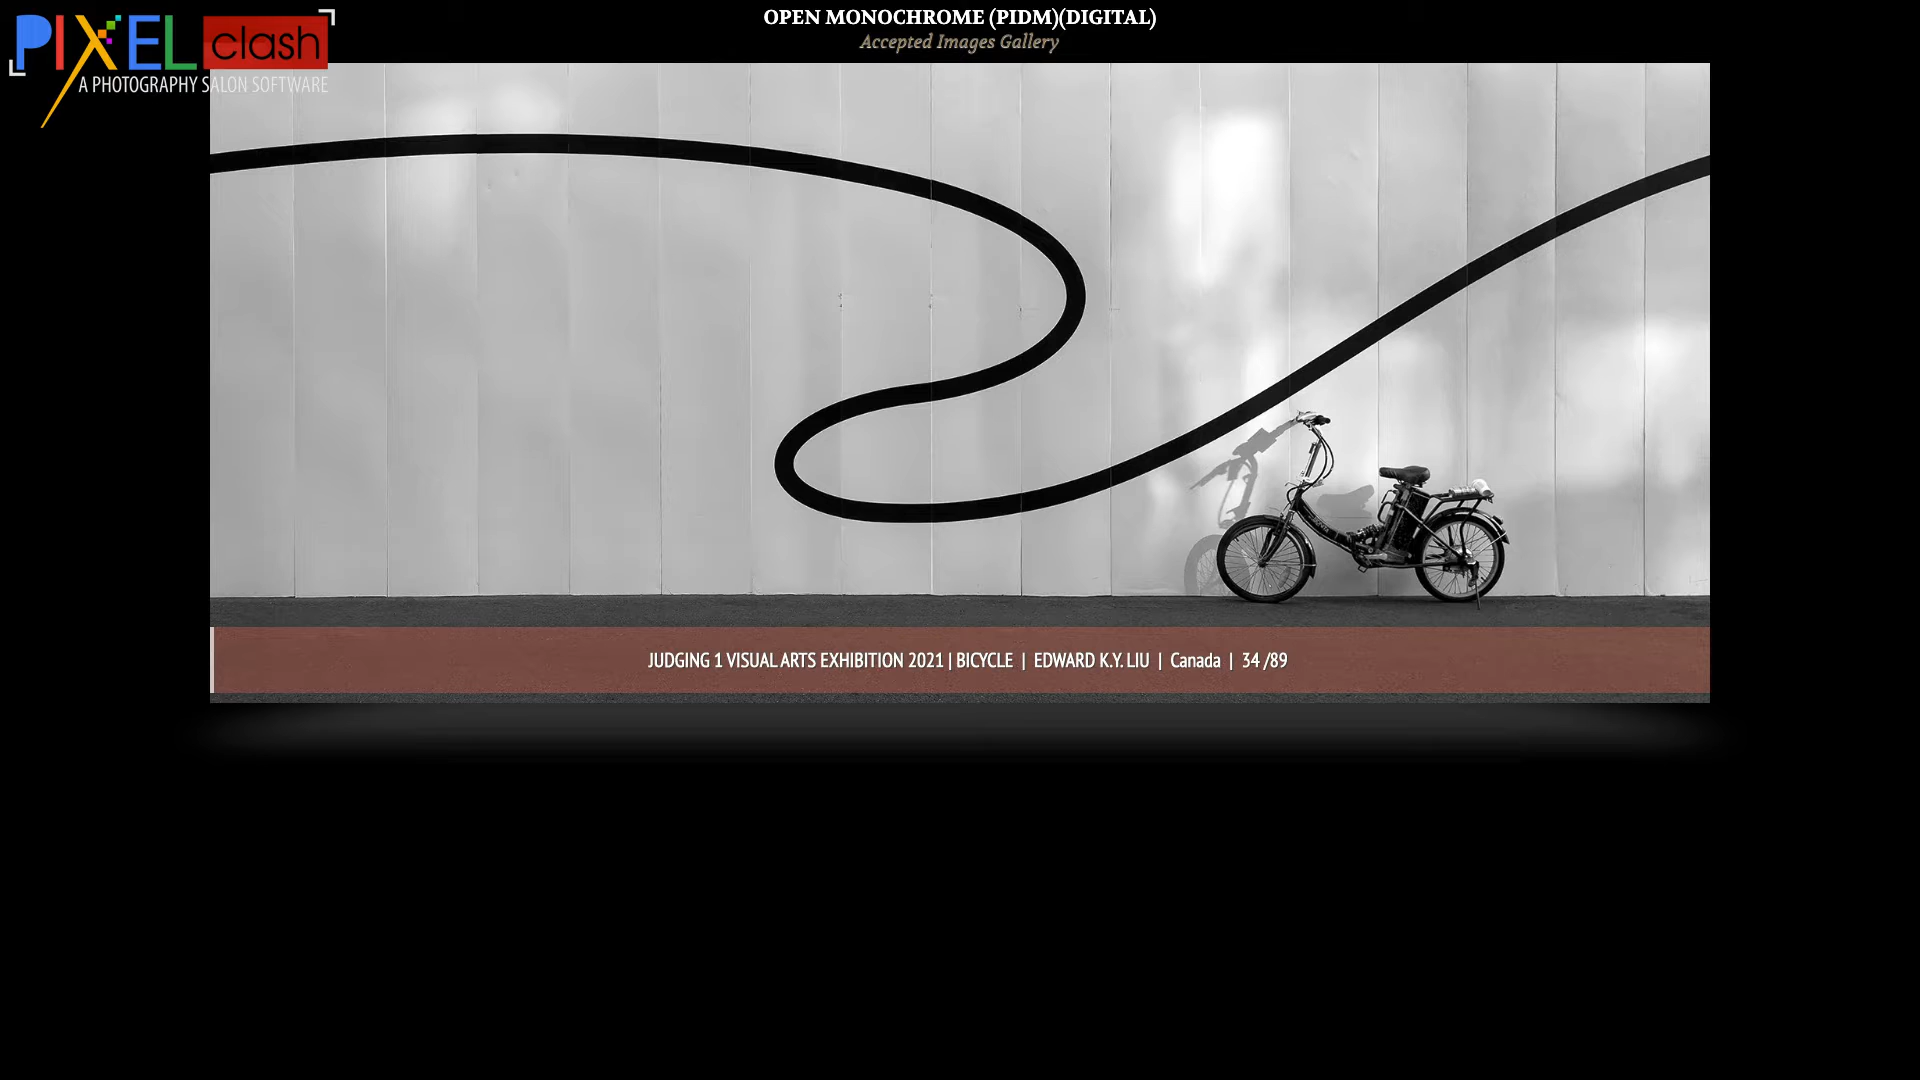 OPEN MONOCHROME (PIDM)(DIGITAL)
Accepted Images Gallery
PIXEL clash
A PHOTOGRAPHY SALON SOFTWARE
JUDGING 1 VISUAL ARTS EXHIBITION 2021 | BICYCLE | EDWARD K.Y. LIU | Canada | 34 /89